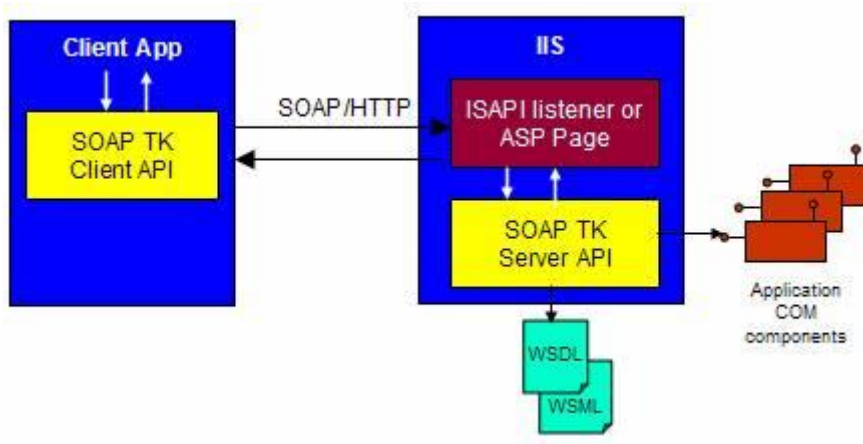 Client App
SOAP TK
Client API
SOAP/HTTP
IIS
ISAPI listener or
ASP Page
SOAP TK
Server API
Application
COM
components
WSDL
WSML